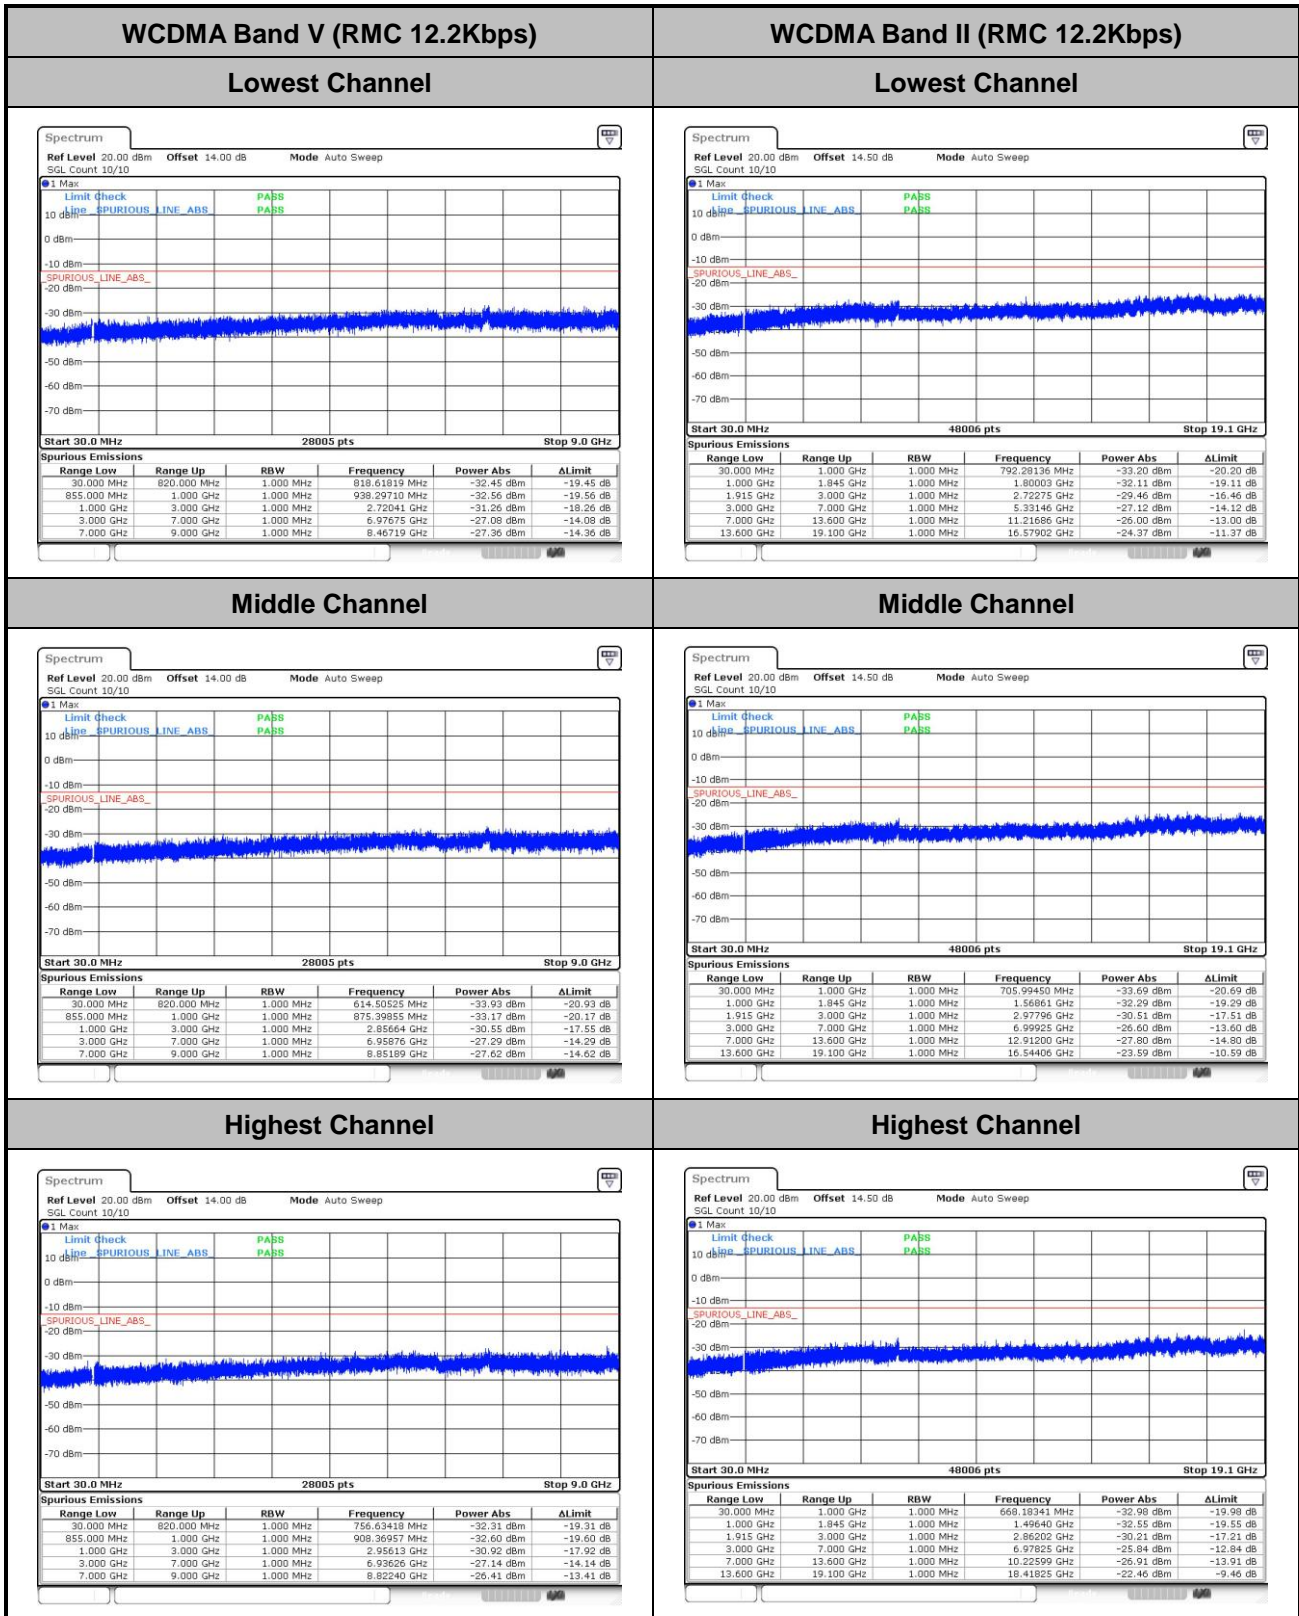 WCDMA Band V (RMC 12.2Kbps) WCDMA Band II (RMC 12.2Kbps)
Lowest Channel Lowest Channel
Spectrum
Ref Level 20.00 dBm Offset 14.00 dB Mode Auto Sweep
SGL Count 10/10
1 Max
Limit Check PASS
10 dBm Line _SPURIOUS_LINE_ABS_ PASS
0 dBm
-10 dBm
_SPURIOUS_LINE_ABS_
-20 dBm
-30 dBm
-50 dBm
-60 dBm
-70 dBm
Start 30.0 MHz 28005 pts Stop 9.0 GHz
Spurious Emissions
Range Low Range Up RBW Frequency Power Abs ΔLimit
30.000 MHz 820.000 MHz 1.000 MHz 818.61819 MHz -32.45 dBm -19.45 dB
855.000 MHz 1.000 GHz 1.000 MHz 938.29710 MHz -32.56 dBm -19.56 dB
1.000 GHz 3.000 GHz 1.000 MHz 2.72041 GHz -31.26 dBm -18.26 dB
3.000 GHz 7.000 GHz 1.000 MHz 6.97675 GHz -27.08 dBm -14.08 dB
7.000 GHz 9.000 GHz 1.000 MHz 8.46719 GHz -27.36 dBm -14.36 dB
Spectrum
Ref Level 20.00 dBm Offset 14.50 dB Mode Auto Sweep
SGL Count 10/10
1 Max
Limit Check PASS
10 dBm Line _SPURIOUS_LINE_ABS_ PASS
0 dBm
-10 dBm
_SPURIOUS_LINE_ABS_
-20 dBm
-30 dBm
-50 dBm
-60 dBm
-70 dBm
Start 30.0 MHz 48006 pts Stop 19.1 GHz
Spurious Emissions
Range Low Range Up RBW Frequency Power Abs ΔLimit
30.000 MHz 1.000 GHz 1.000 MHz 792.28136 MHz -33.20 dBm -20.20 dB
1.000 GHz 1.845 GHz 1.000 MHz 1.80003 GHz -32.11 dBm -19.11 dB
1.915 GHz 3.000 GHz 1.000 MHz 2.72275 GHz -29.46 dBm -16.46 dB
3.000 GHz 7.000 GHz 1.000 MHz 5.33146 GHz -27.12 dBm -14.12 dB
7.000 GHz 13.600 GHz 1.000 MHz 11.21686 GHz -26.00 dBm -13.00 dB
13.600 GHz 19.100 GHz 1.000 MHz 16.57902 GHz -24.37 dBm -11.37 dB
Middle Channel Middle Channel
Spectrum
Ref Level 20.00 dBm Offset 14.00 dB Mode Auto Sweep
SGL Count 10/10
1 Max
Limit Check PASS
10 dBm Line _SPURIOUS_LINE_ABS_ PASS
0 dBm
-10 dBm
_SPURIOUS_LINE_ABS_
-20 dBm
-30 dBm
-50 dBm
-60 dBm
-70 dBm
Start 30.0 MHz 28005 pts Stop 9.0 GHz
Spurious Emissions
Range Low Range Up RBW Frequency Power Abs ΔLimit
30.000 MHz 820.000 MHz 1.000 MHz 614.50525 MHz -33.93 dBm -20.93 dB
855.000 MHz 1.000 GHz 1.000 MHz 875.39855 MHz -33.17 dBm -20.17 dB
1.000 GHz 3.000 GHz 1.000 MHz 2.85664 GHz -30.55 dBm -17.55 dB
3.000 GHz 7.000 GHz 1.000 MHz 6.95876 GHz -27.29 dBm -14.29 dB
7.000 GHz 9.000 GHz 1.000 MHz 8.85189 GHz -27.62 dBm -14.62 dB
Spectrum
Ref Level 20.00 dBm Offset 14.50 dB Mode Auto Sweep
SGL Count 10/10
1 Max
Limit Check PASS
10 dBm Line _SPURIOUS_LINE_ABS_ PASS
0 dBm
-10 dBm
_SPURIOUS_LINE_ABS_
-20 dBm
-30 dBm
-50 dBm
-60 dBm
-70 dBm
Start 30.0 MHz 48006 pts Stop 19.1 GHz
Spurious Emissions
Range Low Range Up RBW Frequency Power Abs ΔLimit
30.000 MHz 1.000 GHz 1.000 MHz 705.99450 MHz -33.69 dBm -20.69 dB
1.000 GHz 1.845 GHz 1.000 MHz 1.56861 GHz -32.29 dBm -19.29 dB
1.915 GHz 3.000 GHz 1.000 MHz 2.97796 GHz -30.51 dBm -17.51 dB
3.000 GHz 7.000 GHz 1.000 MHz 6.99925 GHz -26.60 dBm -13.60 dB
7.000 GHz 13.600 GHz 1.000 MHz 12.91200 GHz -27.80 dBm -14.80 dB
13.600 GHz 19.100 GHz 1.000 MHz 16.54406 GHz -23.59 dBm -10.59 dB
Highest Channel Highest Channel
Spectrum
Ref Level 20.00 dBm Offset 14.00 dB Mode Auto Sweep
SGL Count 10/10
1 Max
Limit Check PASS
10 dBm Line _SPURIOUS_LINE_ABS_ PASS
0 dBm
-10 dBm
_SPURIOUS_LINE_ABS_
-20 dBm
-30 dBm
-50 dBm
-60 dBm
-70 dBm
Start 30.0 MHz 28005 pts Stop 9.0 GHz
Spurious Emissions
Range Low Range Up RBW Frequency Power Abs ΔLimit
30.000 MHz 820.000 MHz 1.000 MHz 756.63418 MHz -32.31 dBm -19.31 dB
855.000 MHz 1.000 GHz 1.000 MHz 908.36957 MHz -32.60 dBm -19.60 dB
1.000 GHz 3.000 GHz 1.000 MHz 2.95613 GHz -30.92 dBm -17.92 dB
3.000 GHz 7.000 GHz 1.000 MHz 6.93626 GHz -27.14 dBm -14.14 dB
7.000 GHz 9.000 GHz 1.000 MHz 8.82240 GHz -26.41 dBm -13.41 dB
Spectrum
Ref Level 20.00 dBm Offset 14.50 dB Mode Auto Sweep
SGL Count 10/10
1 Max
Limit Check PASS
10 dBm Line _SPURIOUS_LINE_ABS_ PASS
0 dBm
-10 dBm
_SPURIOUS_LINE_ABS_
-20 dBm
-30 dBm
-50 dBm
-60 dBm
-70 dBm
Start 30.0 MHz 48006 pts Stop 19.1 GHz
Spurious Emissions
Range Low Range Up RBW Frequency Power Abs ΔLimit
30.000 MHz 1.000 GHz 1.000 MHz 668.18341 MHz -32.98 dBm -19.98 dB
1.000 GHz 1.845 GHz 1.000 MHz 1.49640 GHz -32.55 dBm -19.55 dB
1.915 GHz 3.000 GHz 1.000 MHz 2.86202 GHz -30.21 dBm -17.21 dB
3.000 GHz 7.000 GHz 1.000 MHz 6.97825 GHz -25.84 dBm -12.84 dB
7.000 GHz 13.600 GHz 1.000 MHz 10.22599 GHz -26.91 dBm -13.91 dB
13.600 GHz 19.100 GHz 1.000 MHz 18.41825 GHz -22.46 dBm -9.46 dB